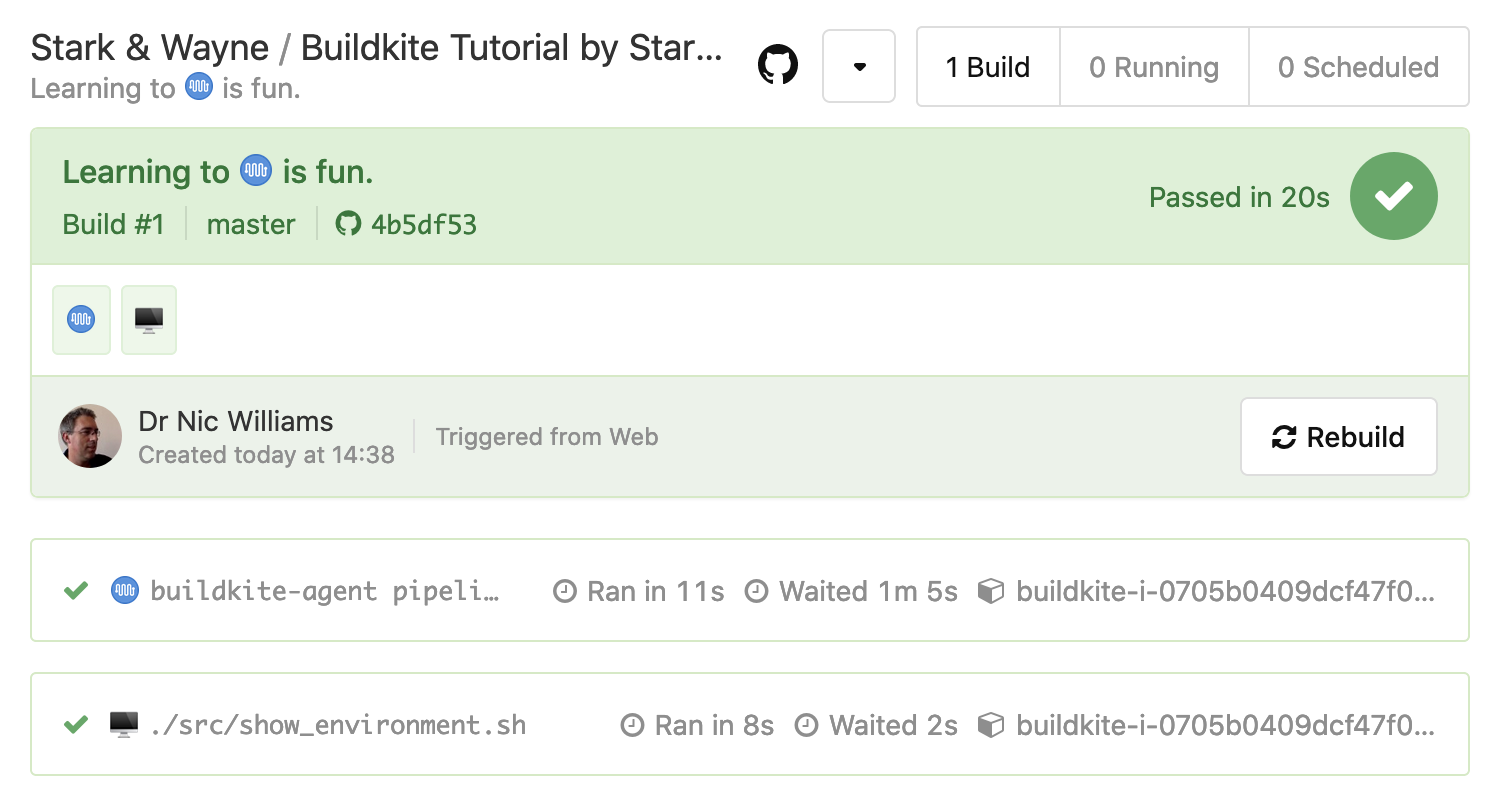 Stark & Wayne / Buildkite Tutorial by Star...
Learning to is fun.
1 Build
0 Running
0 Scheduled
Learning to is fun.
Passed in 20s
Build #1 master 4b5df53
Dr Nic Williams
Created today at 14:38
Triggered from Web
Rebuild
buildkite-agent pipeli… Ran in 11s Waited 1m 5s buildkite-i-0705b0409dcf47f0...
./src/show_environment.sh Ran in 8s Waited 2s buildkite-i-0705b0409dcf47f0...